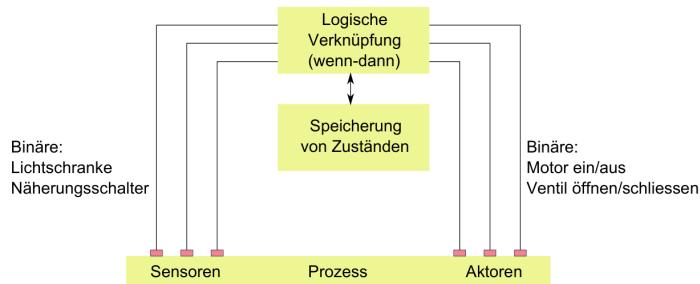 Logische
Verknüpfung
(wenn-dann)
Speicherung
von Zuständen
Binäre:
Lichtschranke
Näherungsschalter
Binäre:
Motor ein/aus
Ventil öffnen/schliessen
Sensoren
Prozess
Aktoren